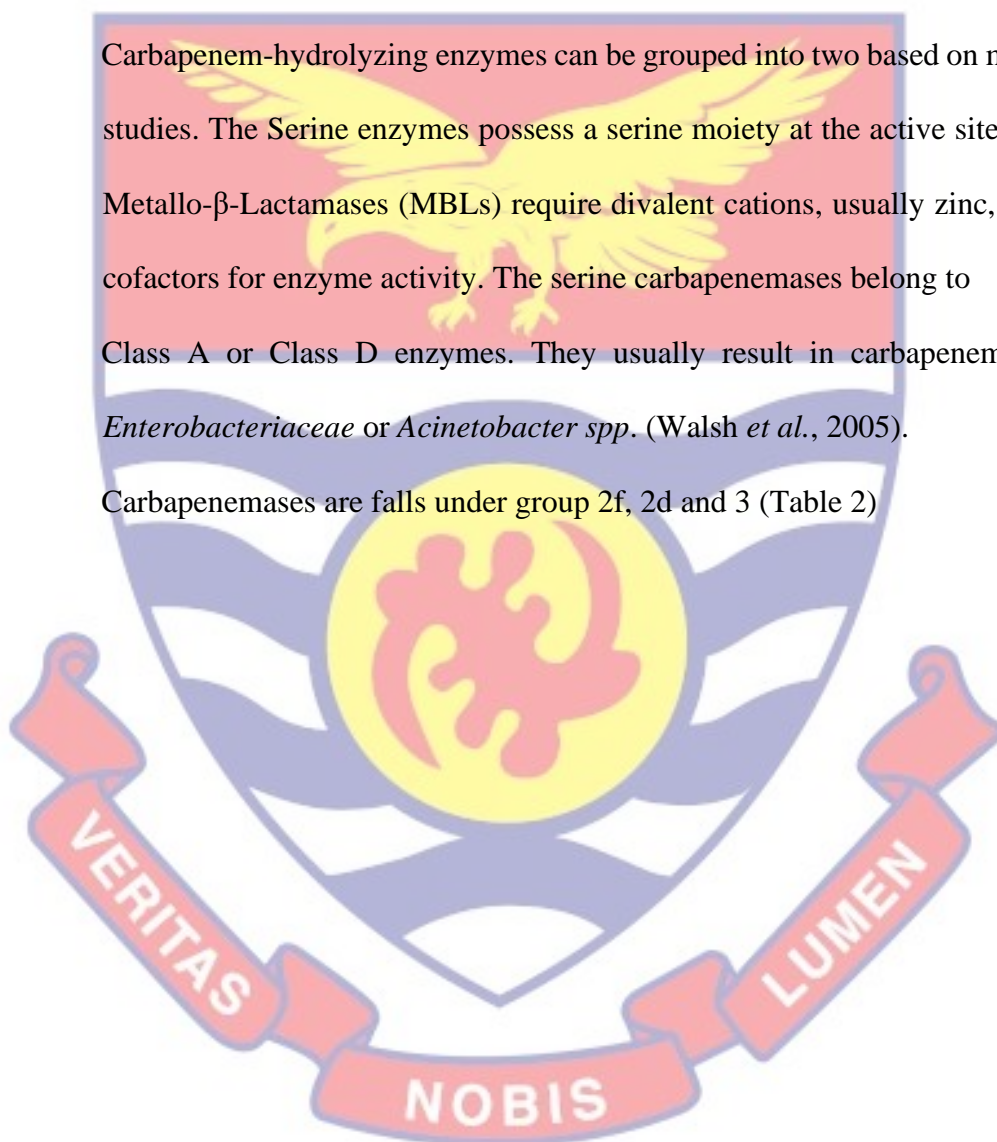 Carbapenem-hydrolyzing enzymes can be grouped into two based on
studies. The Serine enzymes possess a serine moiety at the active site
Metallo-β-Lactamases (MBLs) require divalent cations, usually zinc,
cofactors for enzyme activity. The serine carbapenemases belong to
Class A or Class D enzymes. They usually result in carbapenem
Enterobacteriaceae or Acinetobacter spp. (Walsh et al., 2005).
Carbapenemases are falls under group 2f, 2d and 3 (Table 2)
VERITAS
NOBIS
LUMEN